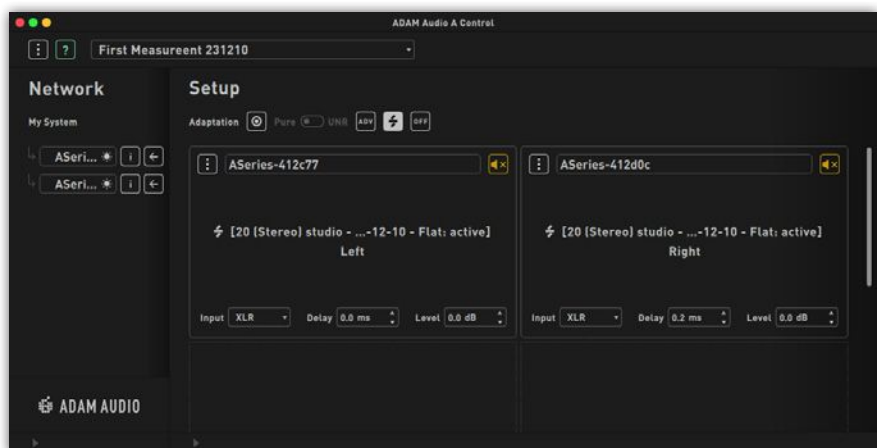 ADAM Audio A Control
? First Measureent 231210
Network
My System
ASeri... i
ASeri... i
ADAM AUDIO
Setup
Adaptation Pure UNR ADV OFF
ASeries-412c77
[20 (Stereo) studio - ...-12-10 - Flat: active]
Left
Input XLR Delay 0.0 ms Level 0.0 dB
ASeries-412d0c
[20 (Stereo) studio - ...-12-10 - Flat: active]
Right
Input XLR Delay 0.2 ms Level 0.0 dB